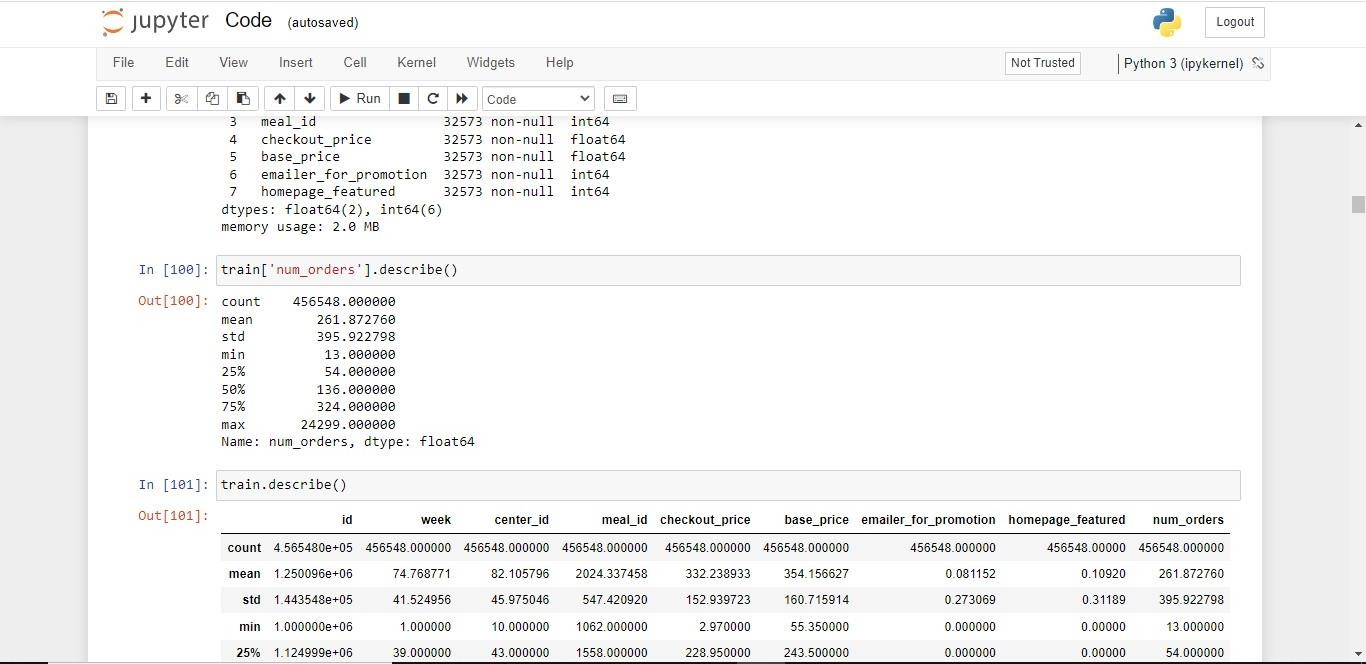 jupyter Code (autosaved)
Logout
File Edit View Insert Cell Kernel Widgets Help
Not Trusted
Python 3 (ipykernel)
Run
Code
3 meal_id 32573 non-null int64
4 checkout_price 32573 non-null float64
5 base_price 32573 non-null float64
6 emailer_for_promotion 32573 non-null int64
7 homepage_featured 32573 non-null int64
dtypes: float64(2), int64(6)
memory usage: 2.0 MB
In [100]: train['num_orders'].describe()
Out[100]: count 456548.000000
mean 261.872760
std 395.922798
min 13.000000
25% 54.000000
50% 136.000000
75% 324.000000
max 24299.000000
Name: num_orders, dtype: float64
In [101]: train.describe()
Out[101]:
id week center_id meal_id checkout_price base_price emailer_for_promotion homepage_featured num_orders
count 4.565480e+05 456548.000000 456548.000000 456548.000000 456548.000000 456548.000000 456548.000000 456548.00000 456548.000000
mean 1.250096e+06 74.768771 82.105796 2024.337458 332.238933 354.156627 0.081152 0.10920 261.872760
std 1.443548e+05 41.524956 45.975046 547.420920 152.939723 160.715914 0.273069 0.31189 395.922798
min 1.000000e+06 1.000000 10.000000 1062.000000 2.970000 55.350000 0.000000 0.00000 13.000000
25% 1.124999e+06 39.000000 43.000000 1558.000000 228.950000 243.500000 0.000000 0.00000 54.000000